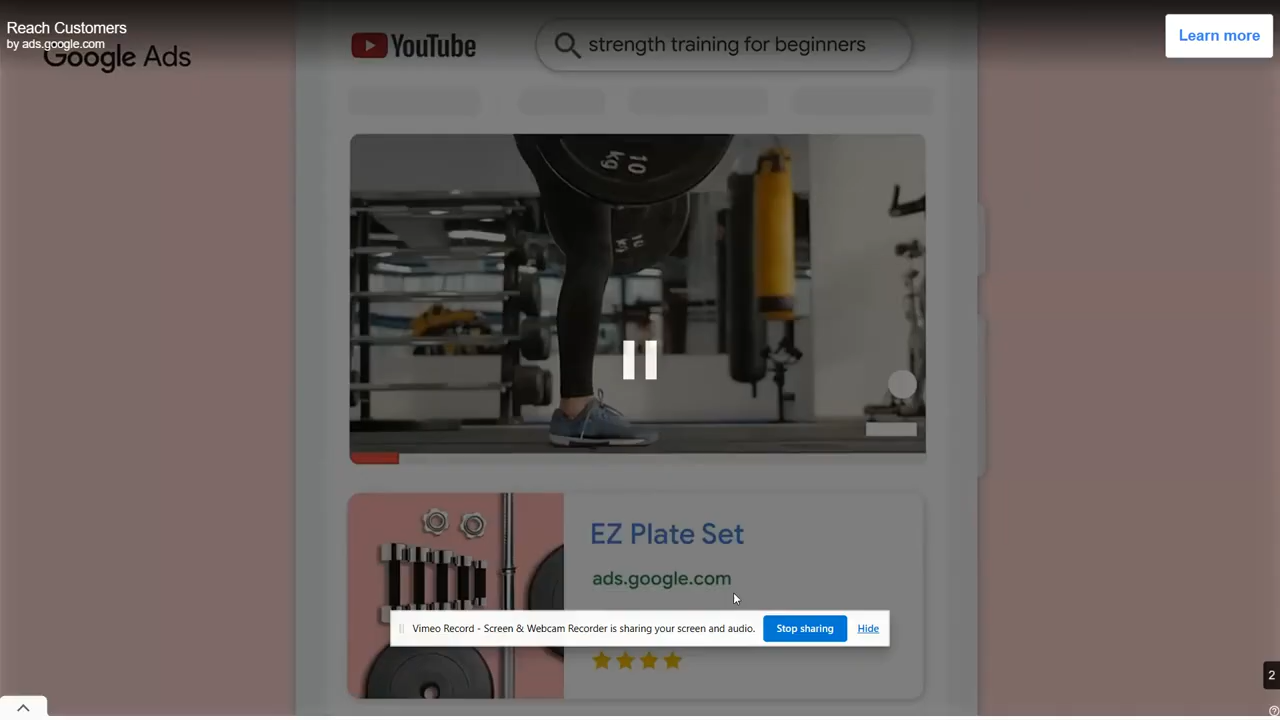 Reach Customers
by ads.google.com
Google Ads
YouTube
strength training for beginners
Learn more
10
kg
10
kg
EZ Plate Set
ads.google.com
Vimeo Record - Screen & Webcam Recorder is sharing your screen and audio.
Stop sharing
Hide
2